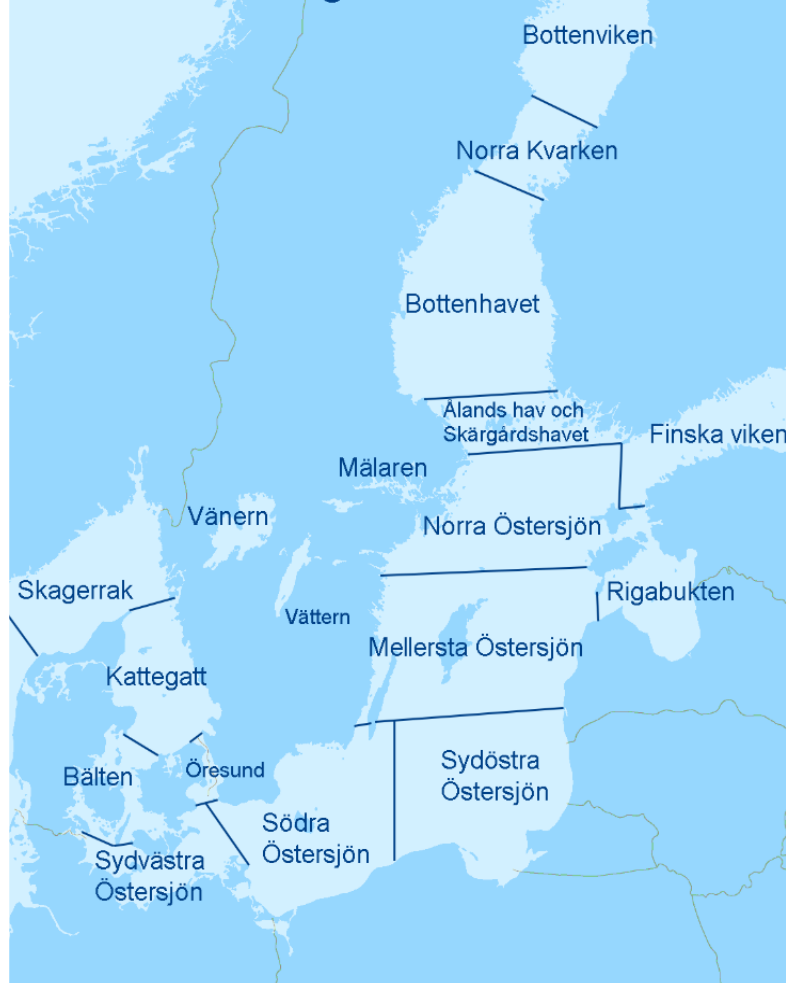 Bottenviken
Norra Kvarken
Bottenhavet
Ålands hav och
Skärgårdshavet
Finska viken
Mälaren
Vänern
Norra Östersjön
Skagerrak
Rigabukten
Vättern
Mellersta Östersjön
Kattegatt
Sydöstra
Östersjön
Bälten
Öresund
Södra
Östersjön
Sydvästra
Östersjön